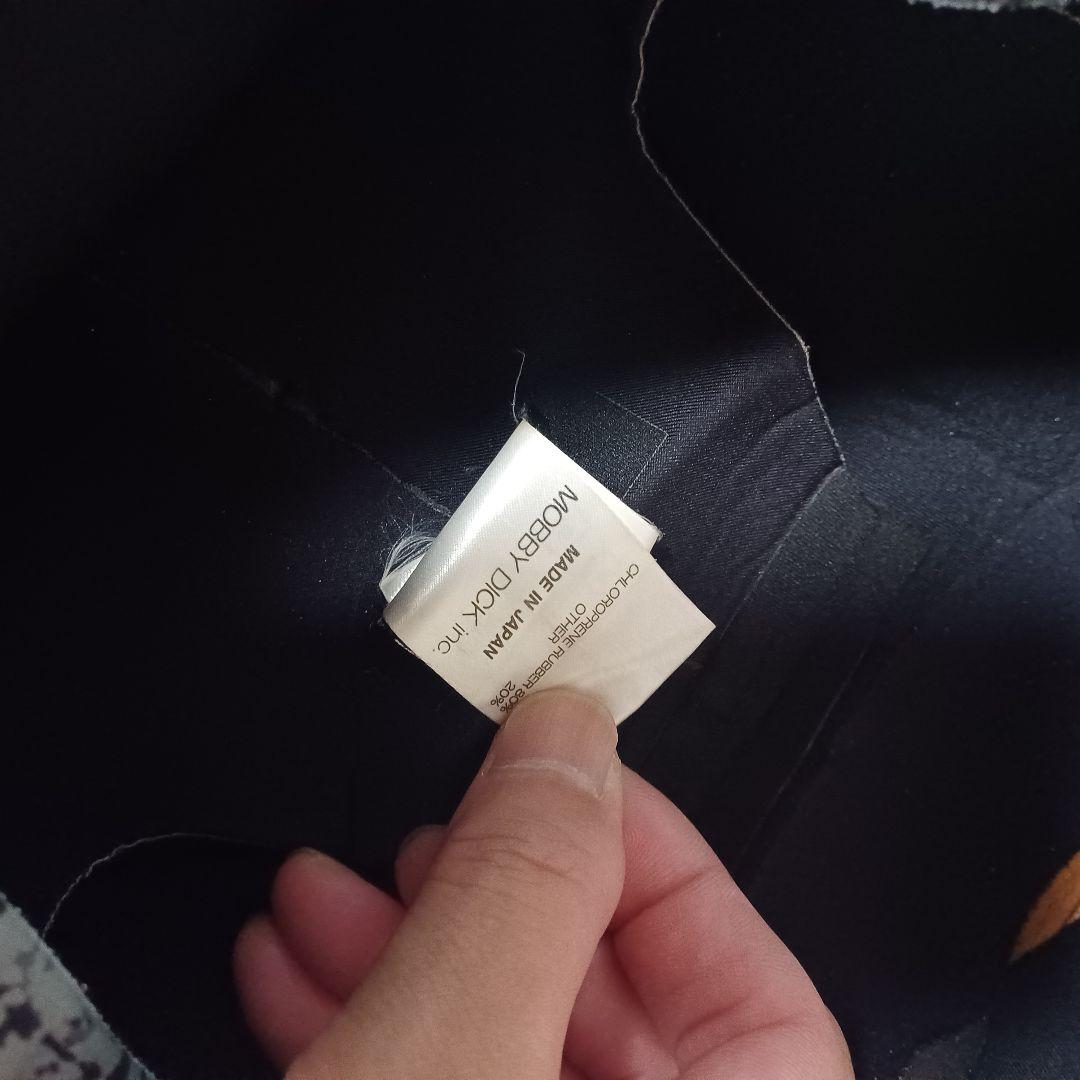 MOBBY DICK inc.
MADE IN JAPAN
CHLOROPRENE RUBBER 80%
OTHER 20%